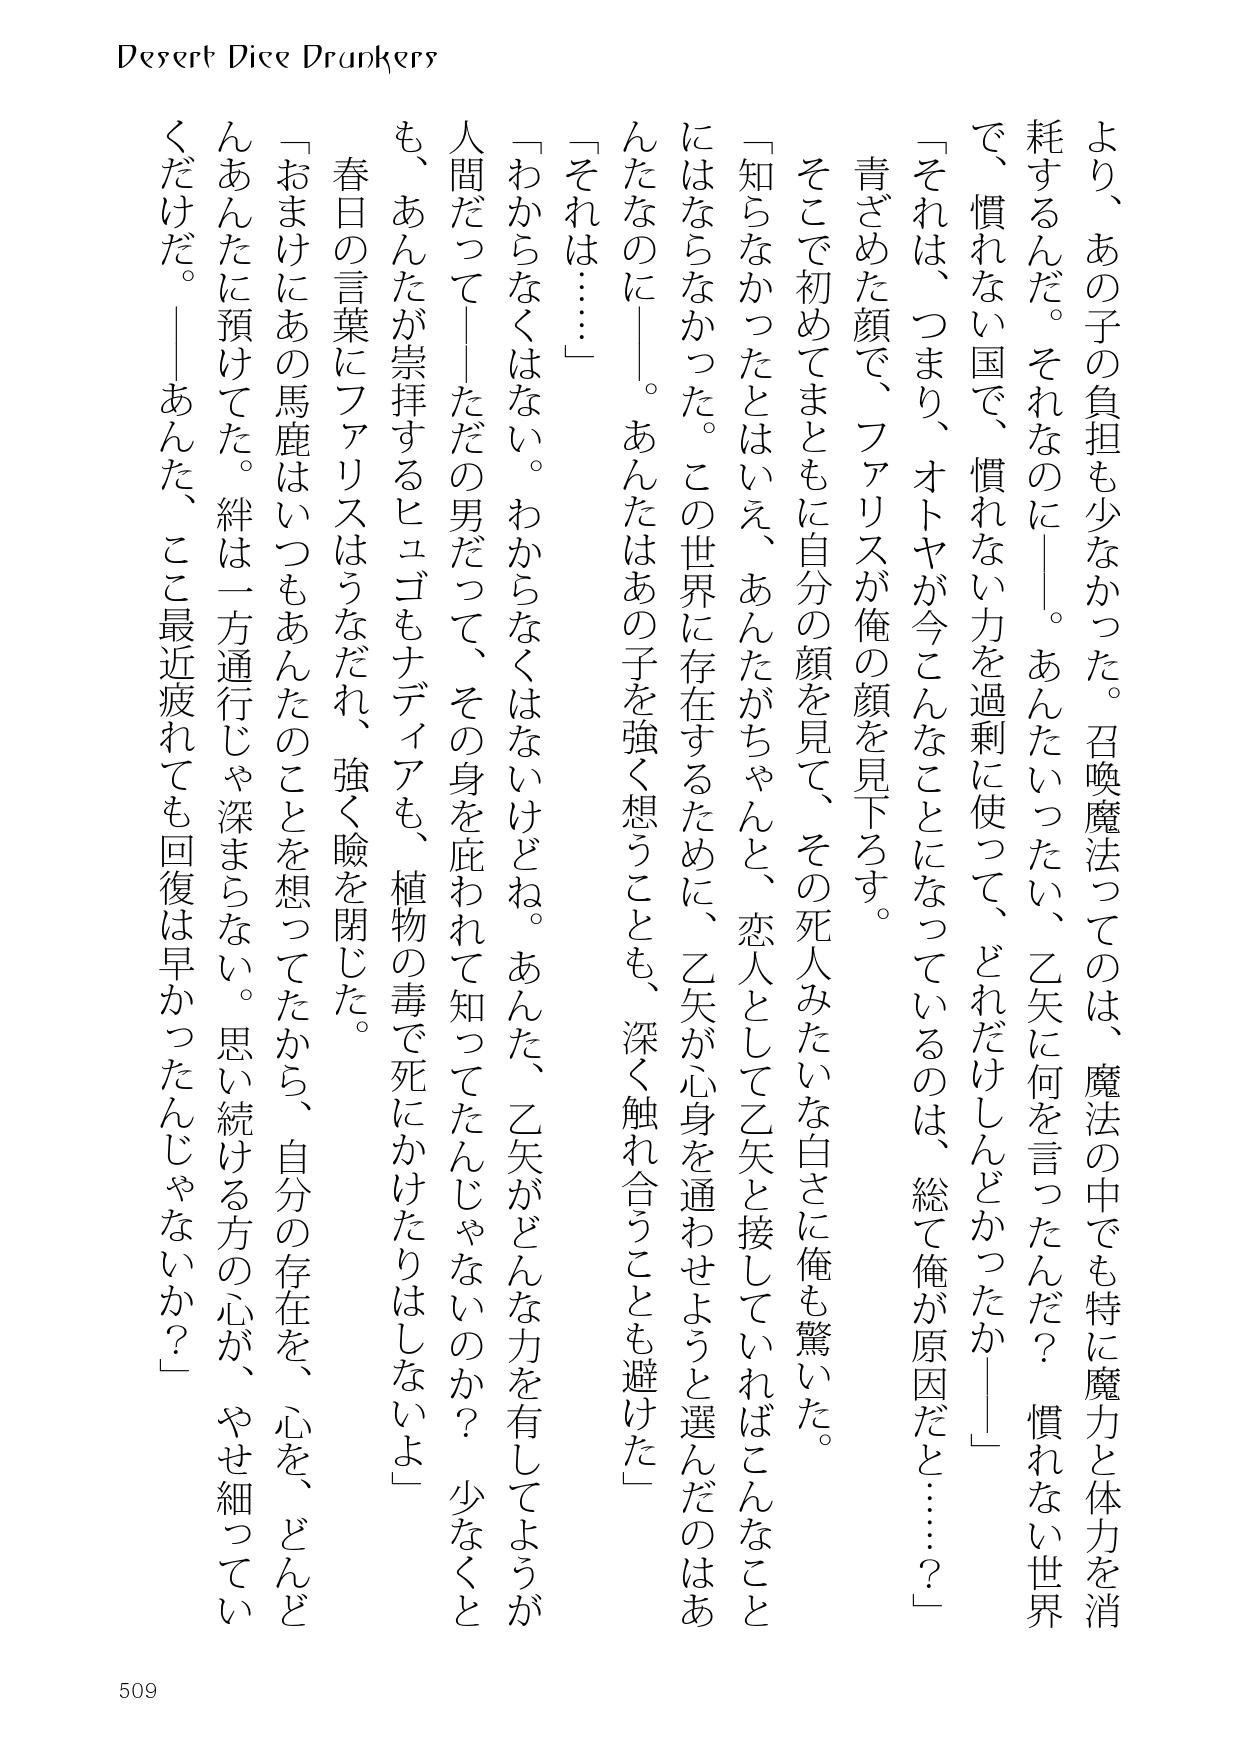 Desert Dice Drunkers
より、あの子の負担も少なかった。召喚魔法ってのは、魔法の中でも特に魔力と体力を消
耗するんだ。それなのに――。あんたいったい、乙矢に何を言ったんだ？　慣れない世界
で、慣れない国で、慣れない力を過剰に使って、どれだけしんどかったか――」
「それは、つまり、オトヤが今こんなことになっているのは、総て俺が原因だと……？」
　青ざめた顔で、ファリスが俺の顔を見下ろす。
　そこで初めてまともに自分の顔を見て、その死人みたいな白さに俺も驚いた。
「知らなかったとはいえ、あんたがちゃんと、恋人として乙矢と接していればこんなこと
にはならなかった。この世界に存在するために、乙矢が心身を通わせようと選んだのはあ
んたなのに――。あんたはあの子を強く想うことも、深く触れ合うことも避けた」
「それは……」
「わからなくはない。わからなくはないけどね。あんた、乙矢がどんな力を有してようが
人間だって――ただの男だって、その身を庇われて知ってたんじゃないのか？　少なくと
も、あんたが崇拝するヒュゴもナディアも、植物の毒で死にかけたりはしないよ」
　春日の言葉にファリスはうなだれ、強く瞼を閉じた。
「おまけにあの馬鹿はいつもあんたのことを想ってたから、自分の存在を、心を、どんど
んあんたに預けてた。絆は一方通行じゃ深まらない。思い続ける方の心が、やせ細ってい
くだけだ。――あんた、ここ最近疲れても回復は早かったんじゃないか？」
509